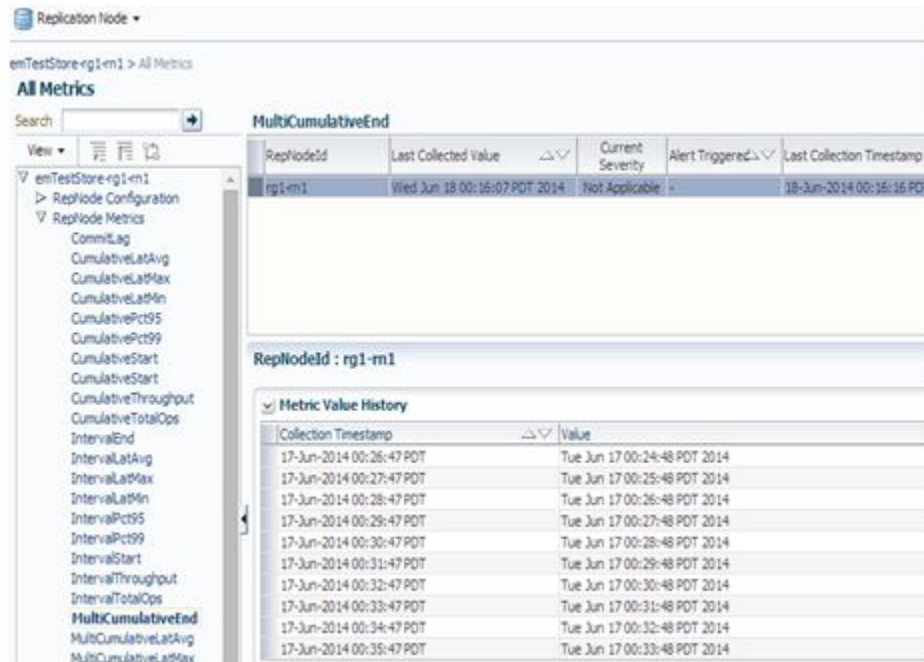 Replication Node
emTestStore-rg1-rn1 > All Metrics
All Metrics
Search
View
emTestStore-rg1-rn1
RepNode Configuration
RepNode Metrics
CommitLag
CumulativeLatAvg
CumulativeLatMax
CumulativeLatMin
CumulativePct95
CumulativePct99
CumulativeStart
CumulativeStart
CumulativeThroughput
CumulativeTotalOps
IntervalEnd
IntervalLatAvg
IntervalLatMax
IntervalLatMin
IntervalPct95
IntervalPct99
IntervalStart
IntervalThroughput
IntervalTotalOps
MultiCumulativeEnd
MultiCumulativeLatAvg
MultiCumulativeLatMax
MultiCumulativeEnd
RepNodeId Last Collected Value Current Severity Alert Triggered Last Collection Timestamp
rg1-rn1 Wed Jun 18 00:16:07 PDT 2014 Not Applicable - 18-Jun-2014 00:16:16 PD
RepNodeId : rg1-rn1
Metric Value History
Collection Timestamp Value
17-Jun-2014 00:26:47 PDT Tue Jun 17 00:24:48 PDT 2014
17-Jun-2014 00:27:47 PDT Tue Jun 17 00:25:48 PDT 2014
17-Jun-2014 00:28:47 PDT Tue Jun 17 00:26:48 PDT 2014
17-Jun-2014 00:29:47 PDT Tue Jun 17 00:27:48 PDT 2014
17-Jun-2014 00:30:47 PDT Tue Jun 17 00:28:48 PDT 2014
17-Jun-2014 00:31:47 PDT Tue Jun 17 00:29:48 PDT 2014
17-Jun-2014 00:32:47 PDT Tue Jun 17 00:30:48 PDT 2014
17-Jun-2014 00:33:47 PDT Tue Jun 17 00:31:48 PDT 2014
17-Jun-2014 00:34:47 PDT Tue Jun 17 00:32:48 PDT 2014
17-Jun-2014 00:35:47 PDT Tue Jun 17 00:33:48 PDT 2014